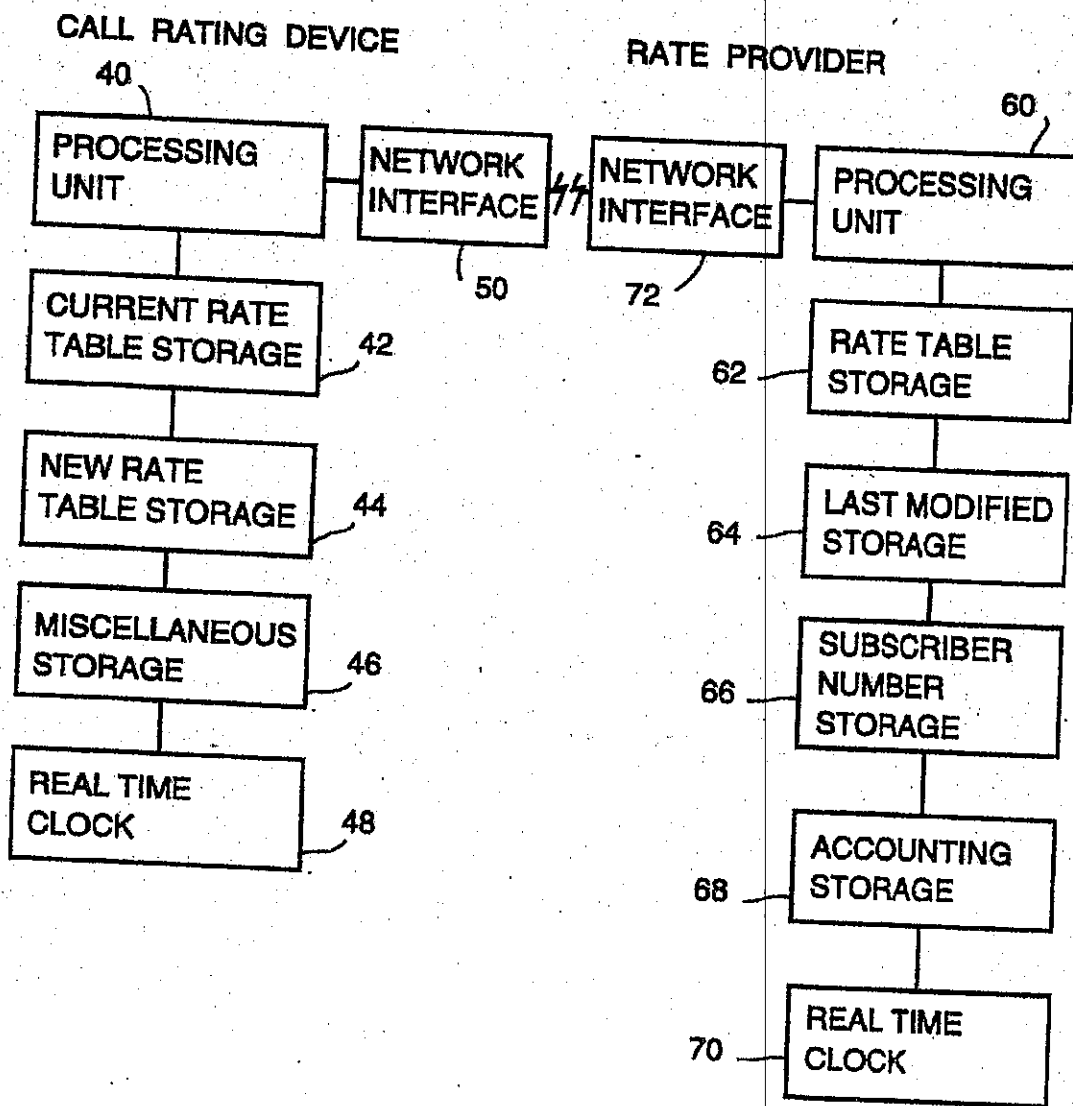 CALL RATING DEVICE
40
PROCESSING
UNIT
NETWORK
INTERFACE
50
CURRENT RATE
TABLE STORAGE
42
NEW RATE
TABLE STORAGE
44
MISCELLANEOUS
STORAGE
46
REAL TIME
CLOCK
48
RATE PROVIDER
60
NETWORK
INTERFACE
72
PROCESSING
UNIT
RATE TABLE
STORAGE
62
LAST MODIFIED
STORAGE
64
SUBSCRIBER
NUMBER
STORAGE
66
ACCOUNTING
STORAGE
68
REAL TIME
CLOCK
70